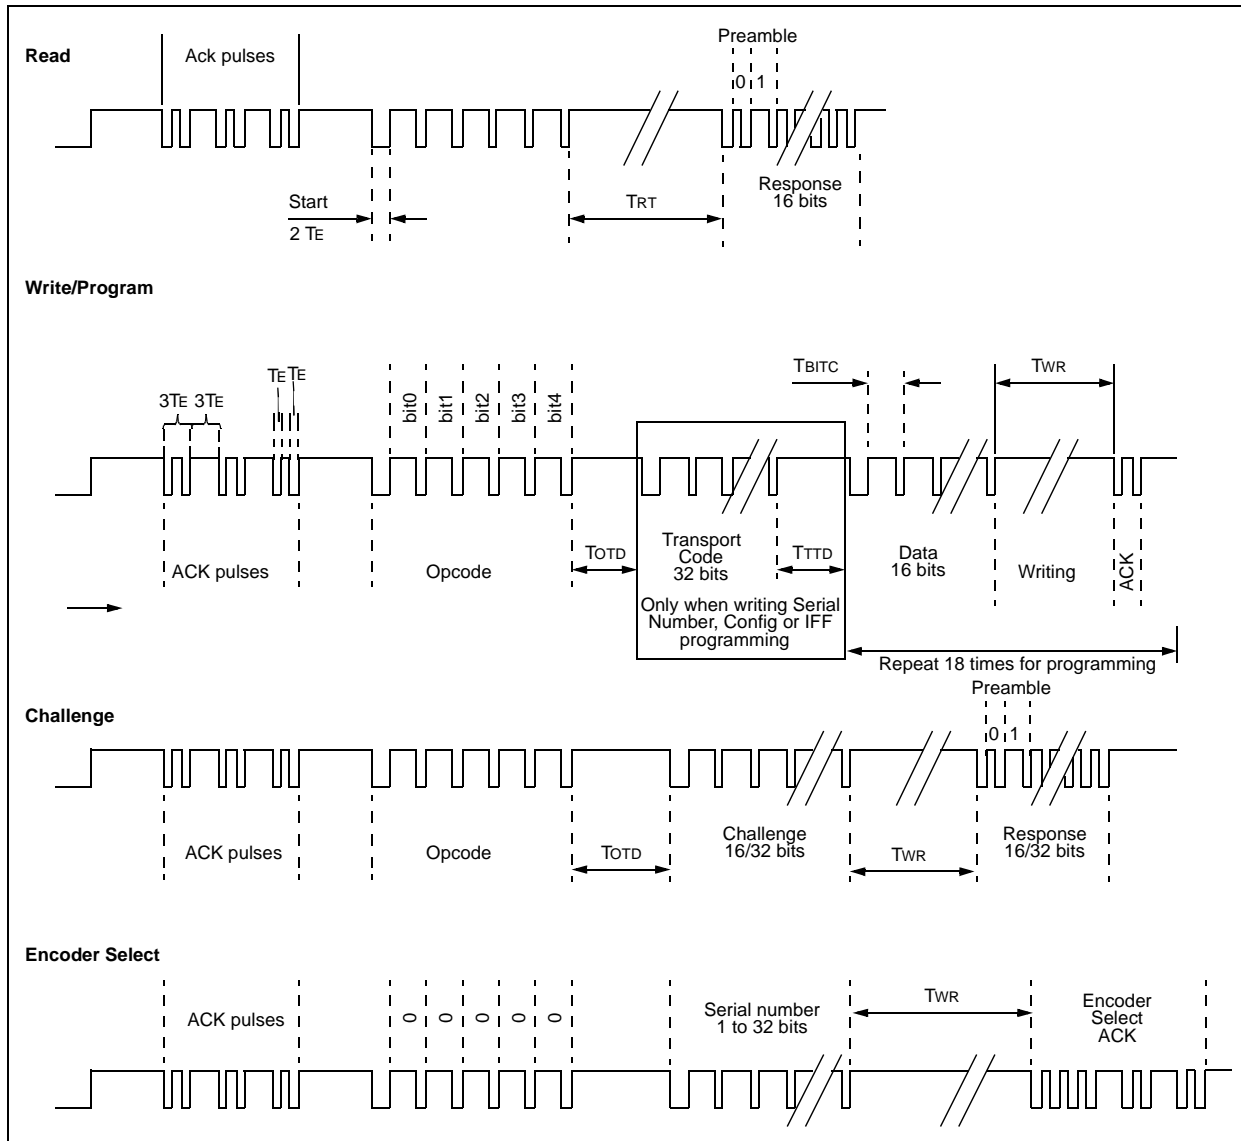 Read
Ack pulses
Preamble
0 1
Start
2 TE
TRT
Response
16 bits
Write/Program
3TE 3TE
TE TE
bit0 bit1 bit2 bit3 bit4
TBITC
TWR
ACK pulses
Opcode
TOTD
Transport
Code
32 bits
TTTD
Only when writing Serial
Number, Config or IFF
programming
Data
16 bits
Writing
ACK
Repeat 18 times for programming
Challenge
Preamble
0 1
ACK pulses
Opcode
TOTD
Challenge
16/32 bits
TWR
Response
16/32 bits
Encoder Select
ACK pulses
0 0 0 0 0
Serial number
1 to 32 bits
TWR
Encoder
Select
ACK